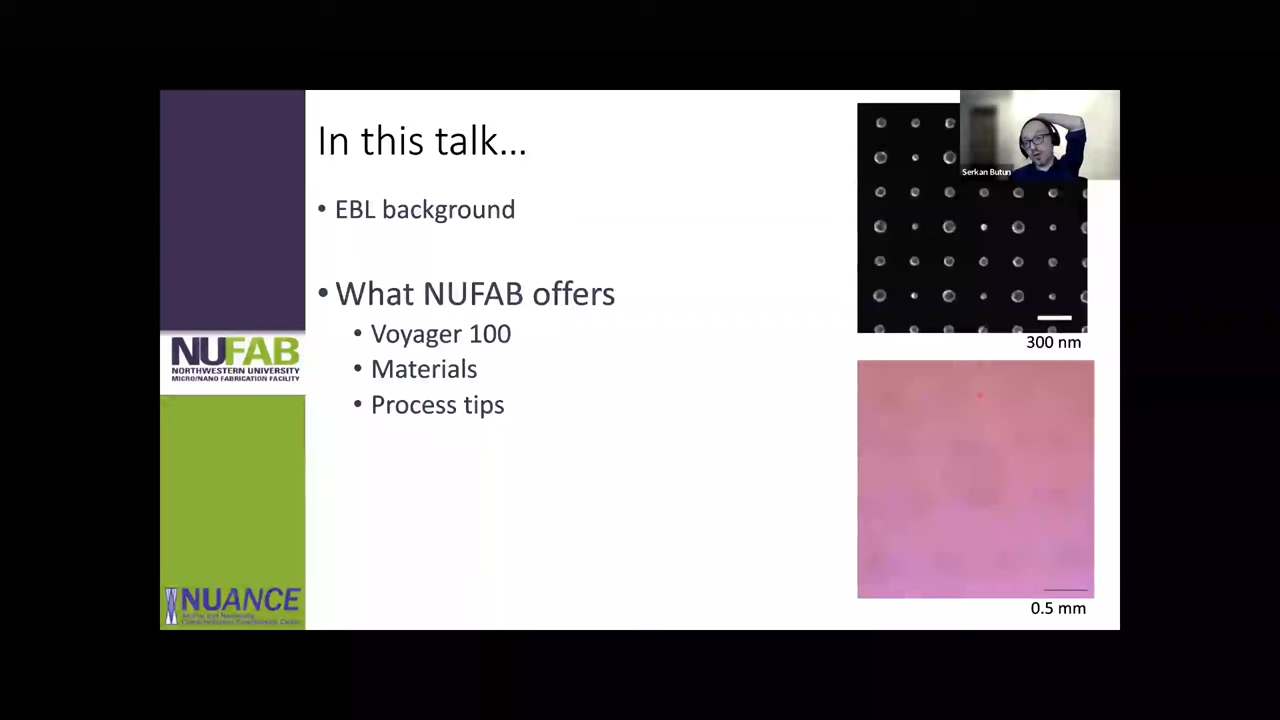 In this talk...
• EBL background
• What NUFAB offers
• Voyager 100
• Materials
• Process tips
Serkan Butun
300 nm
0.5 mm
NUFAB
NORTHWESTERN UNIVERSITY
MICRO/NANO FABRICATION FACILITY
NUANCE